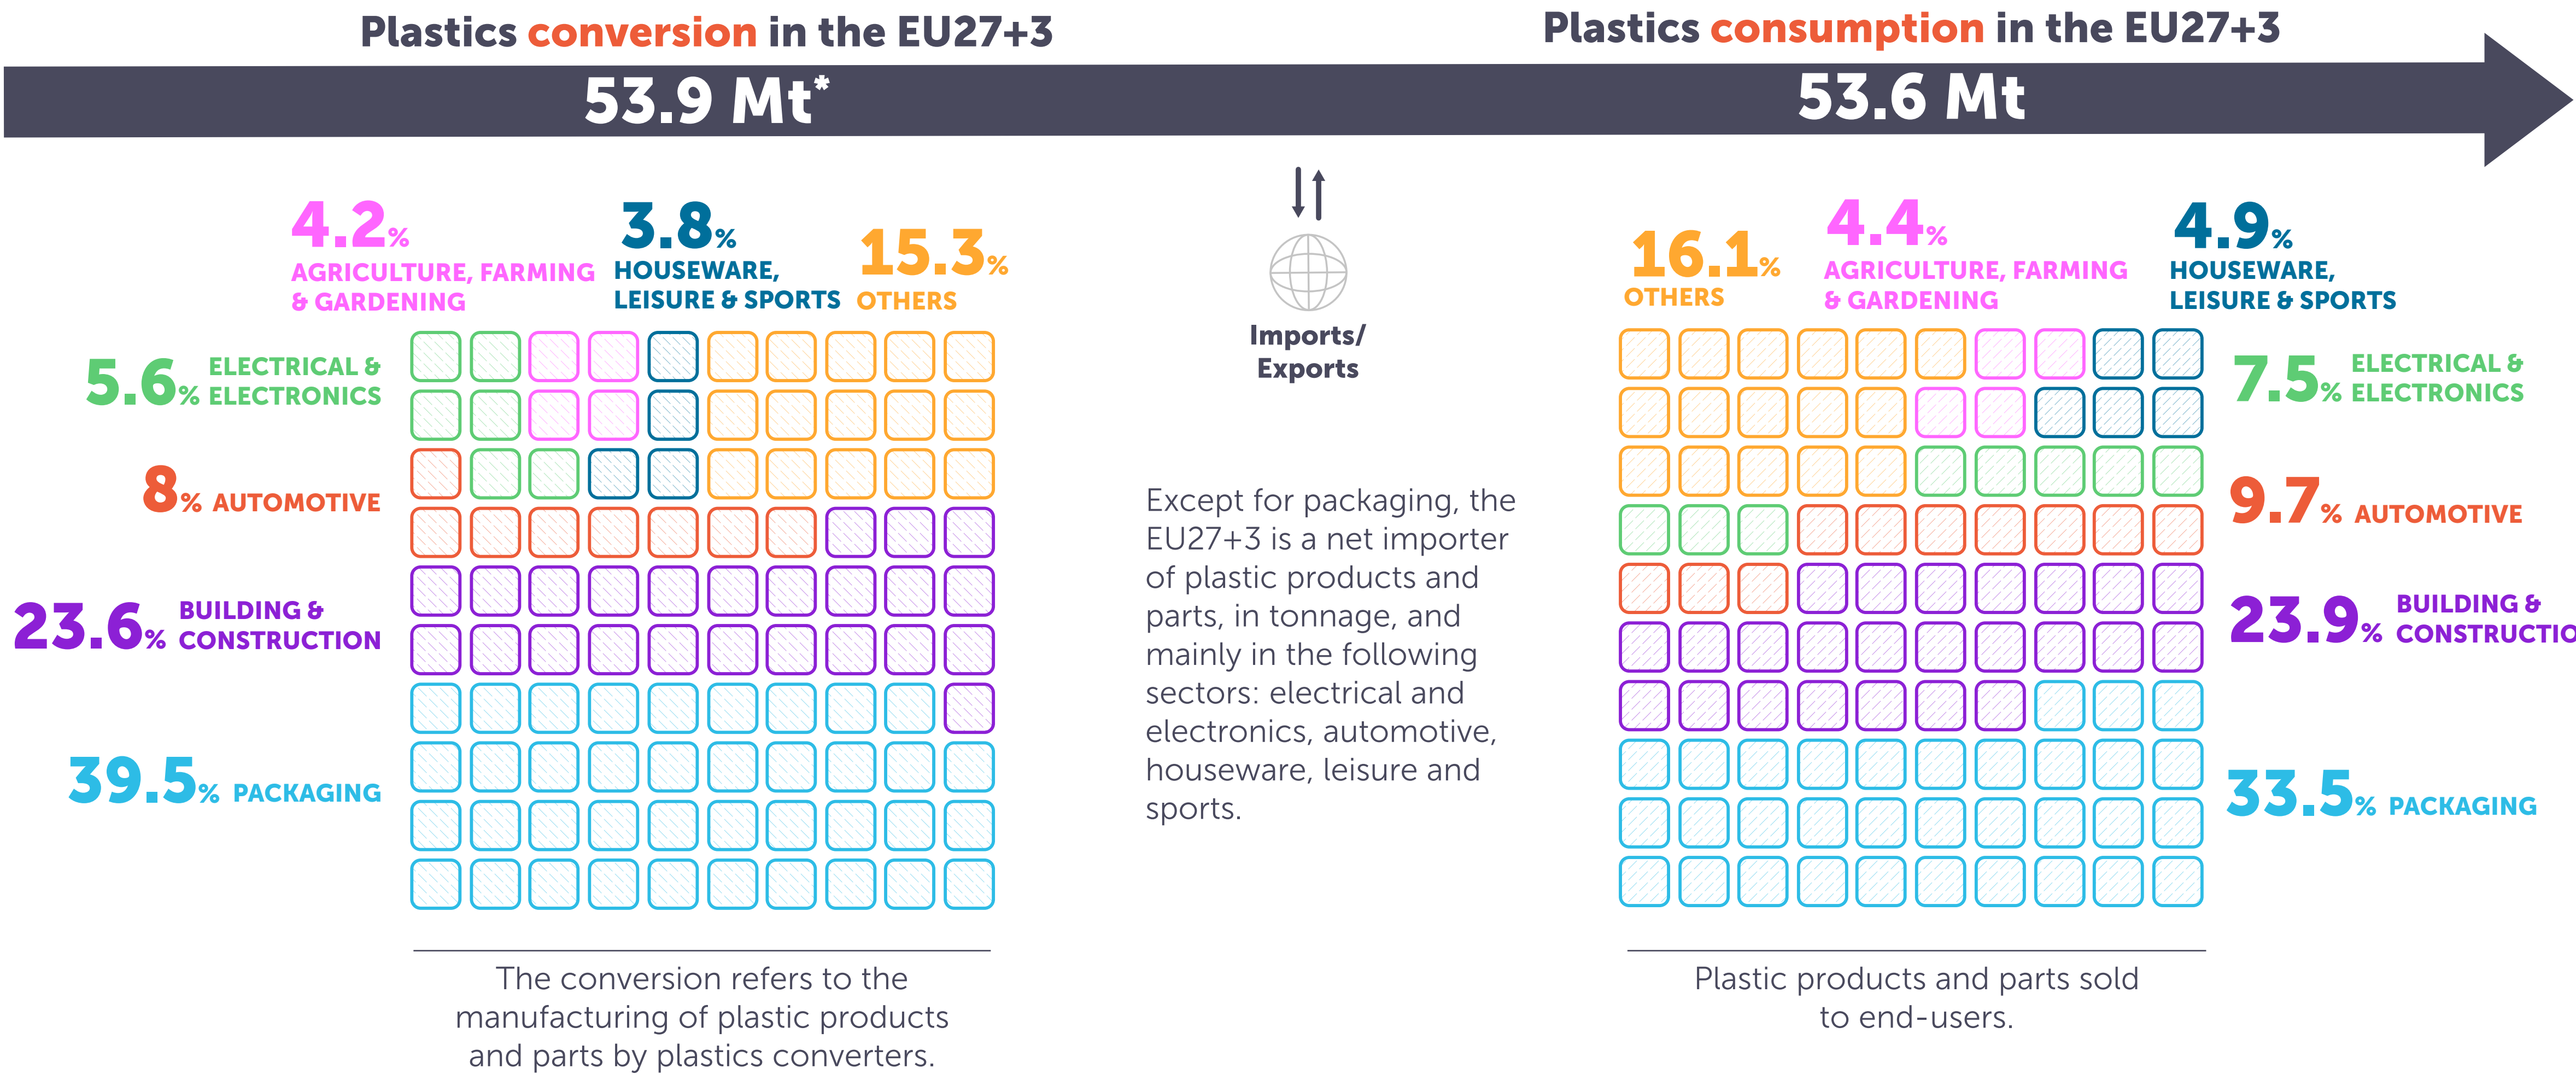 Plastics conversion in the EU27+3
53.9 Mt*
Plastics consumption in the EU27+3
53.6 Mt
4.2%
AGRICULTURE, FARMING
& GARDENING
3.8%
HOUSEWARE,
LEISURE & SPORTS
15.3%
OTHERS
5.6% ELECTRICAL &
ELECTRONICS
8% AUTOMOTIVE
23.6% BUILDING &
CONSTRUCTION
39.5% PACKAGING
The conversion refers to the
manufacturing of plastic products
and parts by plastics converters.
Imports/
Exports
Except for packaging, the
EU27+3 is a net importer
of plastic products and
parts, in tonnage, and
mainly in the following
sectors: electrical and
electronics, automotive,
houseware, leisure and
sports.
16.1%
OTHERS
4.4%
AGRICULTURE, FARMING
& GARDENING
4.9%
HOUSEWARE,
LEISURE & SPORTS
7.5% ELECTRICAL &
ELECTRONICS
9.7% AUTOMOTIVE
23.9% BUILDING &
CONSTRUCTIO
33.5% PACKAGING
Plastic products and parts sold
to end-users.